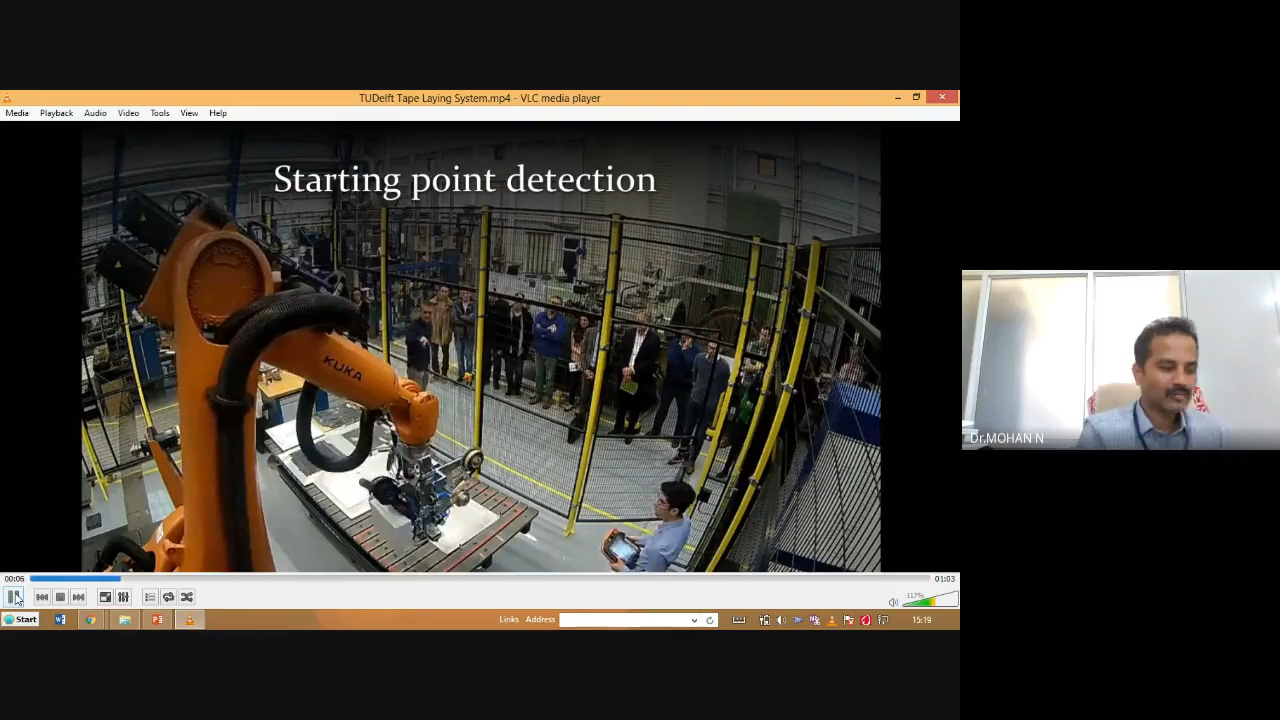 TUDelft Tape Laying System.mp4 - VLC media player
Media Playback Audio Video Tools View Help
Starting point detection
KUKA
Dr.MOHAN N
00:06
01:03
117%
Start
Links Address
15:19